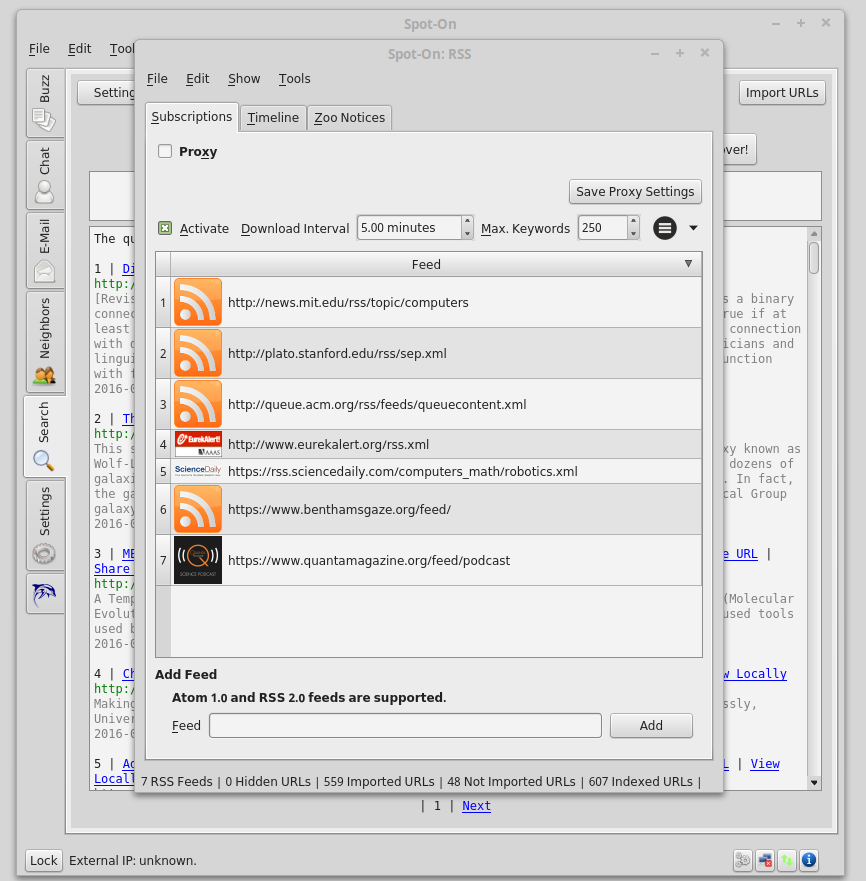 Spot-On
File Edit Tool
Spot-On: RSS
File Edit Show Tools
Buzz
Chat
E-Mail
Neighbors
Search
Settings
Import URLs
Subscriptions Timeline Zoo Notices
Proxy
Save Proxy Settings
Activate Download Interval 5.00 minutes Max. Keywords 250
Feed
1 http://news.mit.edu/rss/topic/computers
2 http://plato.stanford.edu/rss/sep.xml
3 http://queue.acm.org/rss/feeds/queuecontent.xml
4 EurekAlert! AAAS http://www.eurekalert.org/rss.xml
5 ScienceDaily https://rss.sciencedaily.com/computers_math/robotics.xml
6 https://www.benthamsgaze.org/feed/
7 SCIENCE PODCAST https://www.quantamagazine.org/feed/podcast
Add Feed
Atom 1.0 and RSS 2.0 feeds are supported.
Feed Add
7 RSS Feeds | 0 Hidden URLs | 559 Imported URLs | 48 Not Imported URLs | 607 Indexed URLs |
The qu
1 | Di
http:/
[Revis s a binary
connec rue if at
least connection
with d icians and
lingui unction
with t
2016-0
2 | Th
http:/
This s xy known as
Wolf-L dozens of
galaxi . In fact,
the ga cal Group
galaxy
2016-0
3 | ME e URL |
Share
http:/
A Temp (Molecular
Evolut used tools
used b
2016-0
4 | Ch w Locally
http:/
Making ssly,
Univer
2016-0
5 | Ad L | View
Locall
| 1 | Next
Lock External IP: unknown.